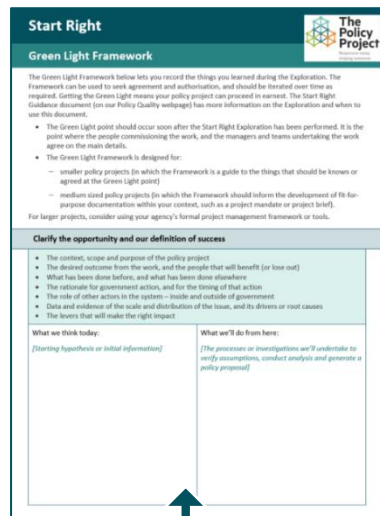 Start Right
The
Policy
Project
Green Light Framework
The Green Light Framework below lets you record the things you learned during the Exploration. The
Framework can be used to seek agreement and authorisation, and should be iterated over time as
required. Getting the Green Light means your policy project can proceed in earnest. The Start Right
Guidance document (on our Policy Quality webpage) has more information on the Exploration and when to
use this document.
• The Green Light point should occur soon after the Start Right Exploration has been performed. It is the
point where the people commissioning the work, and the managers and teams undertaking the work
agree on the main details.
• The Green Light Framework is designed for:
— smaller policy projects (in which the Framework is a guide to the things that should be known or
agreed at the Green Light point)
— medium sized policy projects (in which the Framework should inform the development of fit-for-
purpose documentation within your context, such as a project mandate or project brief).
For larger projects, consider using your agency's formal project management framework or tools.
Clarify the opportunity and our definition of success
• The context, scope and purpose of the policy project
• The desired outcome from the work, and the people that will benefit (or lose out)
• What has been done before, and what has been done elsewhere
• The rationale for government action, and for the timing of that action
• The role of other actors in the system – inside and outside of government
• Data and evidence of the scale and distribution of the issue, and its drivers or root causes
• The levers that will make the right impact
What we think today:
[Starting hypothesis or initial information]
What we'll do from here:
[The processes or investigations we'll undertake to
verify assumptions, conduct analysis and generate a
policy proposal]